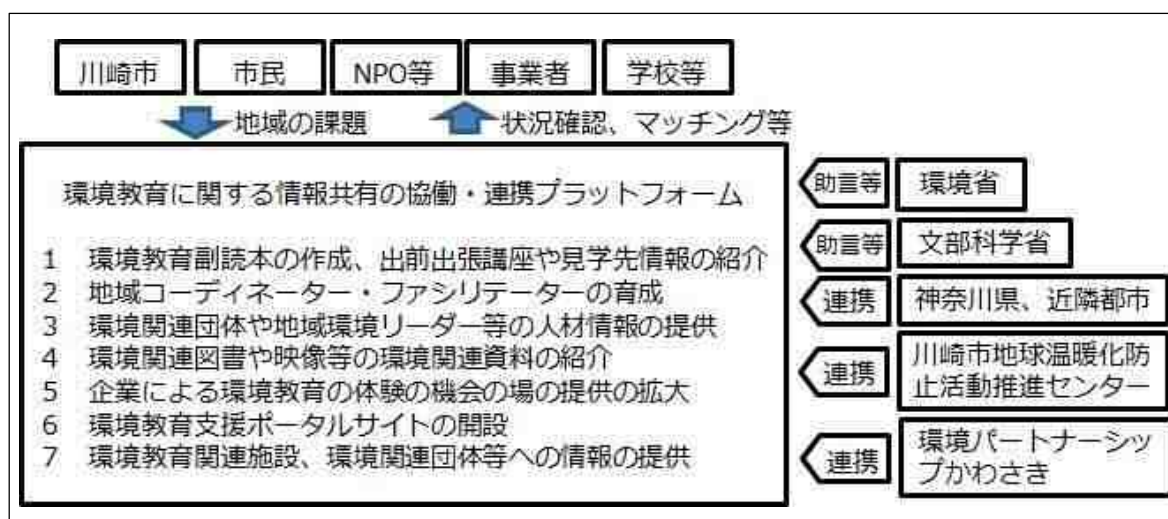 川崎市
市民
NPO等
事業者
学校等
地域の課題
状況確認、マッチング等
環境教育に関する情報共有の協働・連携プラットフォーム
1 環境教育副読本の作成、出前出張講座や見学先情報の紹介
2 地域コーディネーター・ファシリテーターの育成
3 環境関連団体や地域環境リーダー等の人材情報の提供
4 環境関連図書や映像等の環境関連資料の紹介
5 企業による環境教育の体験の機会の場の提供の拡大
6 環境教育支援ポータルサイトの開設
7 環境教育関連施設、環境関連団体等への情報の提供
助言等
環境省
助言等
文部科学省
連携
神奈川県、近隣都市
連携
川崎市地球温暖化防
止活動推進センター
連携
環境パートナーシッ
プかわさき